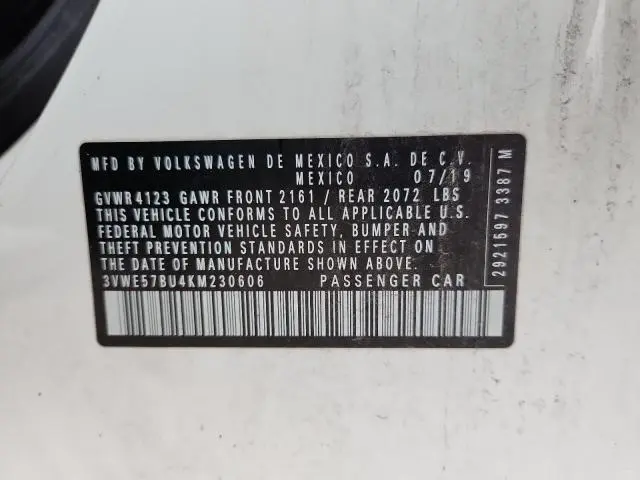 MFD BY VOLKSWAGEN DE MEXICO S.A. DE C.V.
MEXICO 07/19
GVWR 4123 GAWR FRONT 2161 / REAR 2072 LBS
THIS VEHICLE CONFORMS TO ALL APPLICABLE U.S.
FEDERAL MOTOR VEHICLE SAFETY, BUMPER AND
THEFT PREVENTION STANDARDS IN EFFECT ON
THE DATE OF MANUFACTURE SHOWN ABOVE.
3VWE57BU4KM230606 PASSENGER CAR
2921597 3387 M